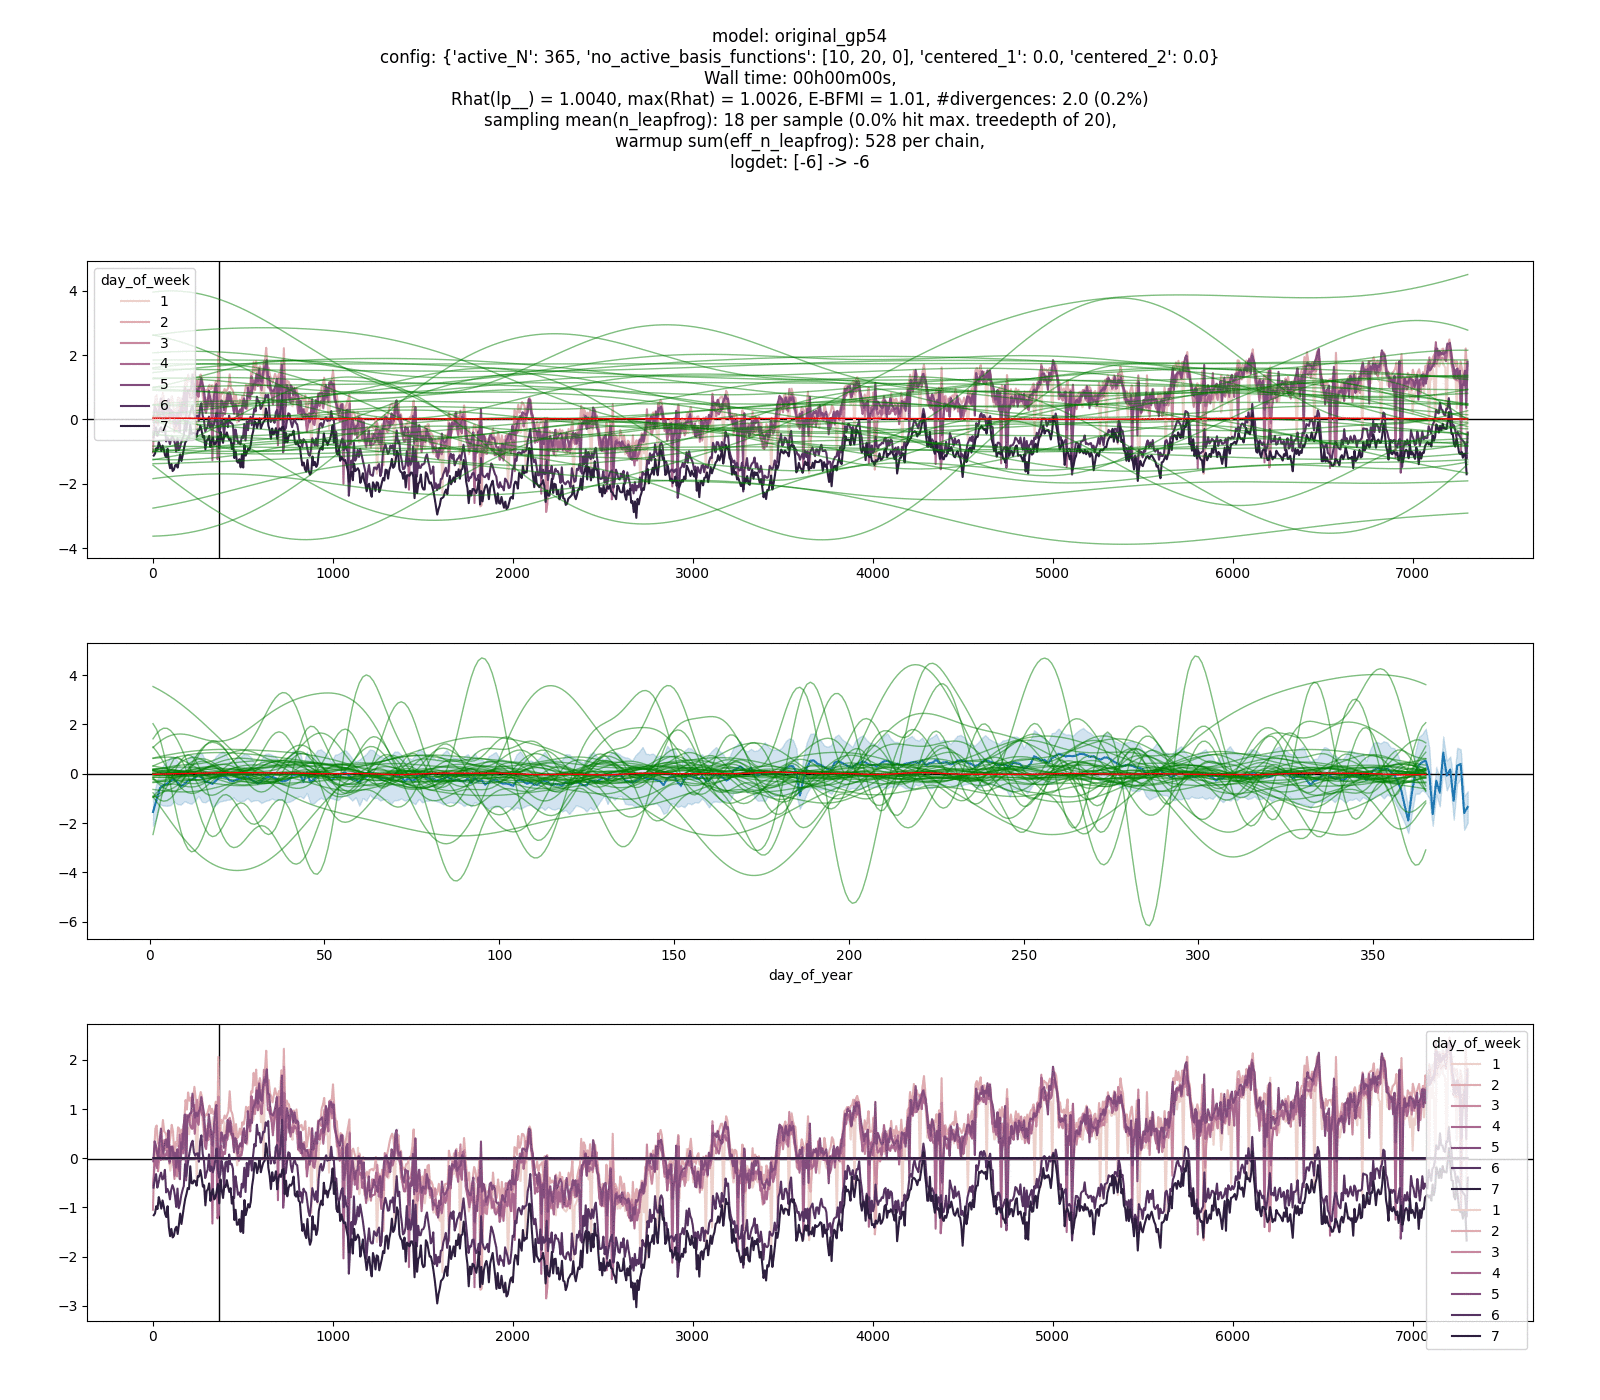 model: original_gp54
config: {'active_N': 365, 'no_active_basis_functions': [10, 20, 0], 'centered_1': 0.0, 'centered_2': 0.0}
Wall time: 00h00m00s,
Rhat(lp__) = 1.0040, max(Rhat) = 1.0026, E-BFMI = 1.01, #divergences: 2.0 (0.2%)
sampling mean(n_leapfrog): 18 per sample (0.0% hit max. treedepth of 20),
warmup sum(eff_n_leapfrog): 528 per chain,
logdet: [-6] -> -6
day_of_week
1
2
3
4
5
6
7
4
2
0
−2
−4
0 1000 2000 3000 4000 5000 6000 7000
4
2
0
−2
−4
−6
0 50 100 150 200 250 300 350
day_of_year
2
1
0
−1
−2
−3
0 1000 2000 3000 4000 5000 6000 7000
day_of_week
1
2
3
4
5
6
7
1
2
3
4
5
6
7